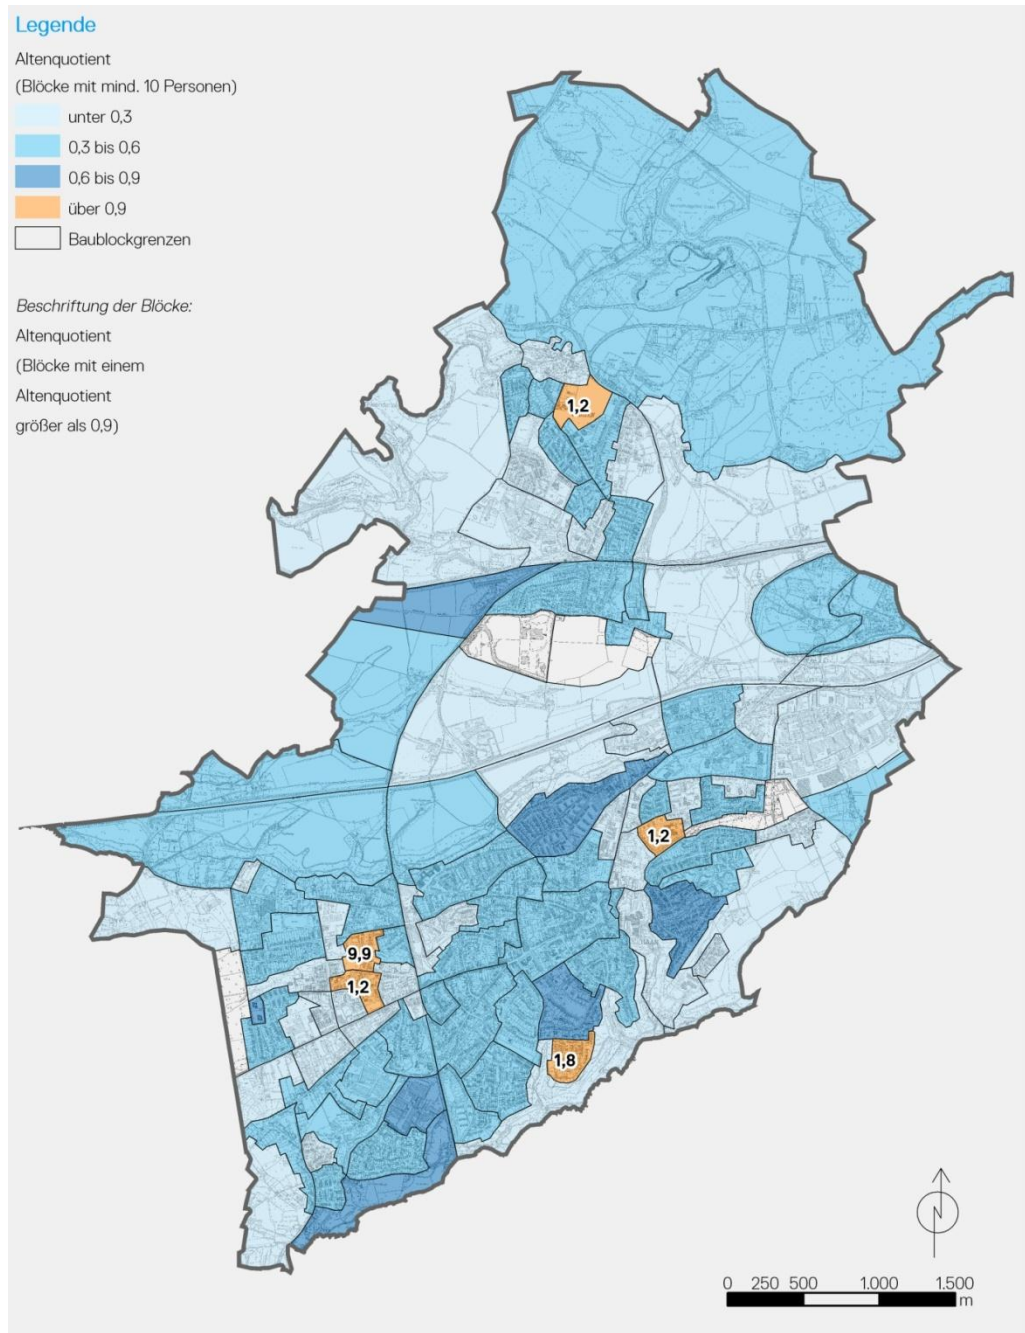 Legende
Altenquotient
(Blöcke mit mind. 10 Personen)
unter 0,3
0,3 bis 0,6
0,6 bis 0,9
über 0,9
Baublockgrenzen
Beschriftung der Blöcke:
Altenquotient
(Blöcke mit einem
Altenquotient
größer als 0,9)
1,2
1,2
9,9
1,2
1,8
N
0 250 500 1.000 1.500
m